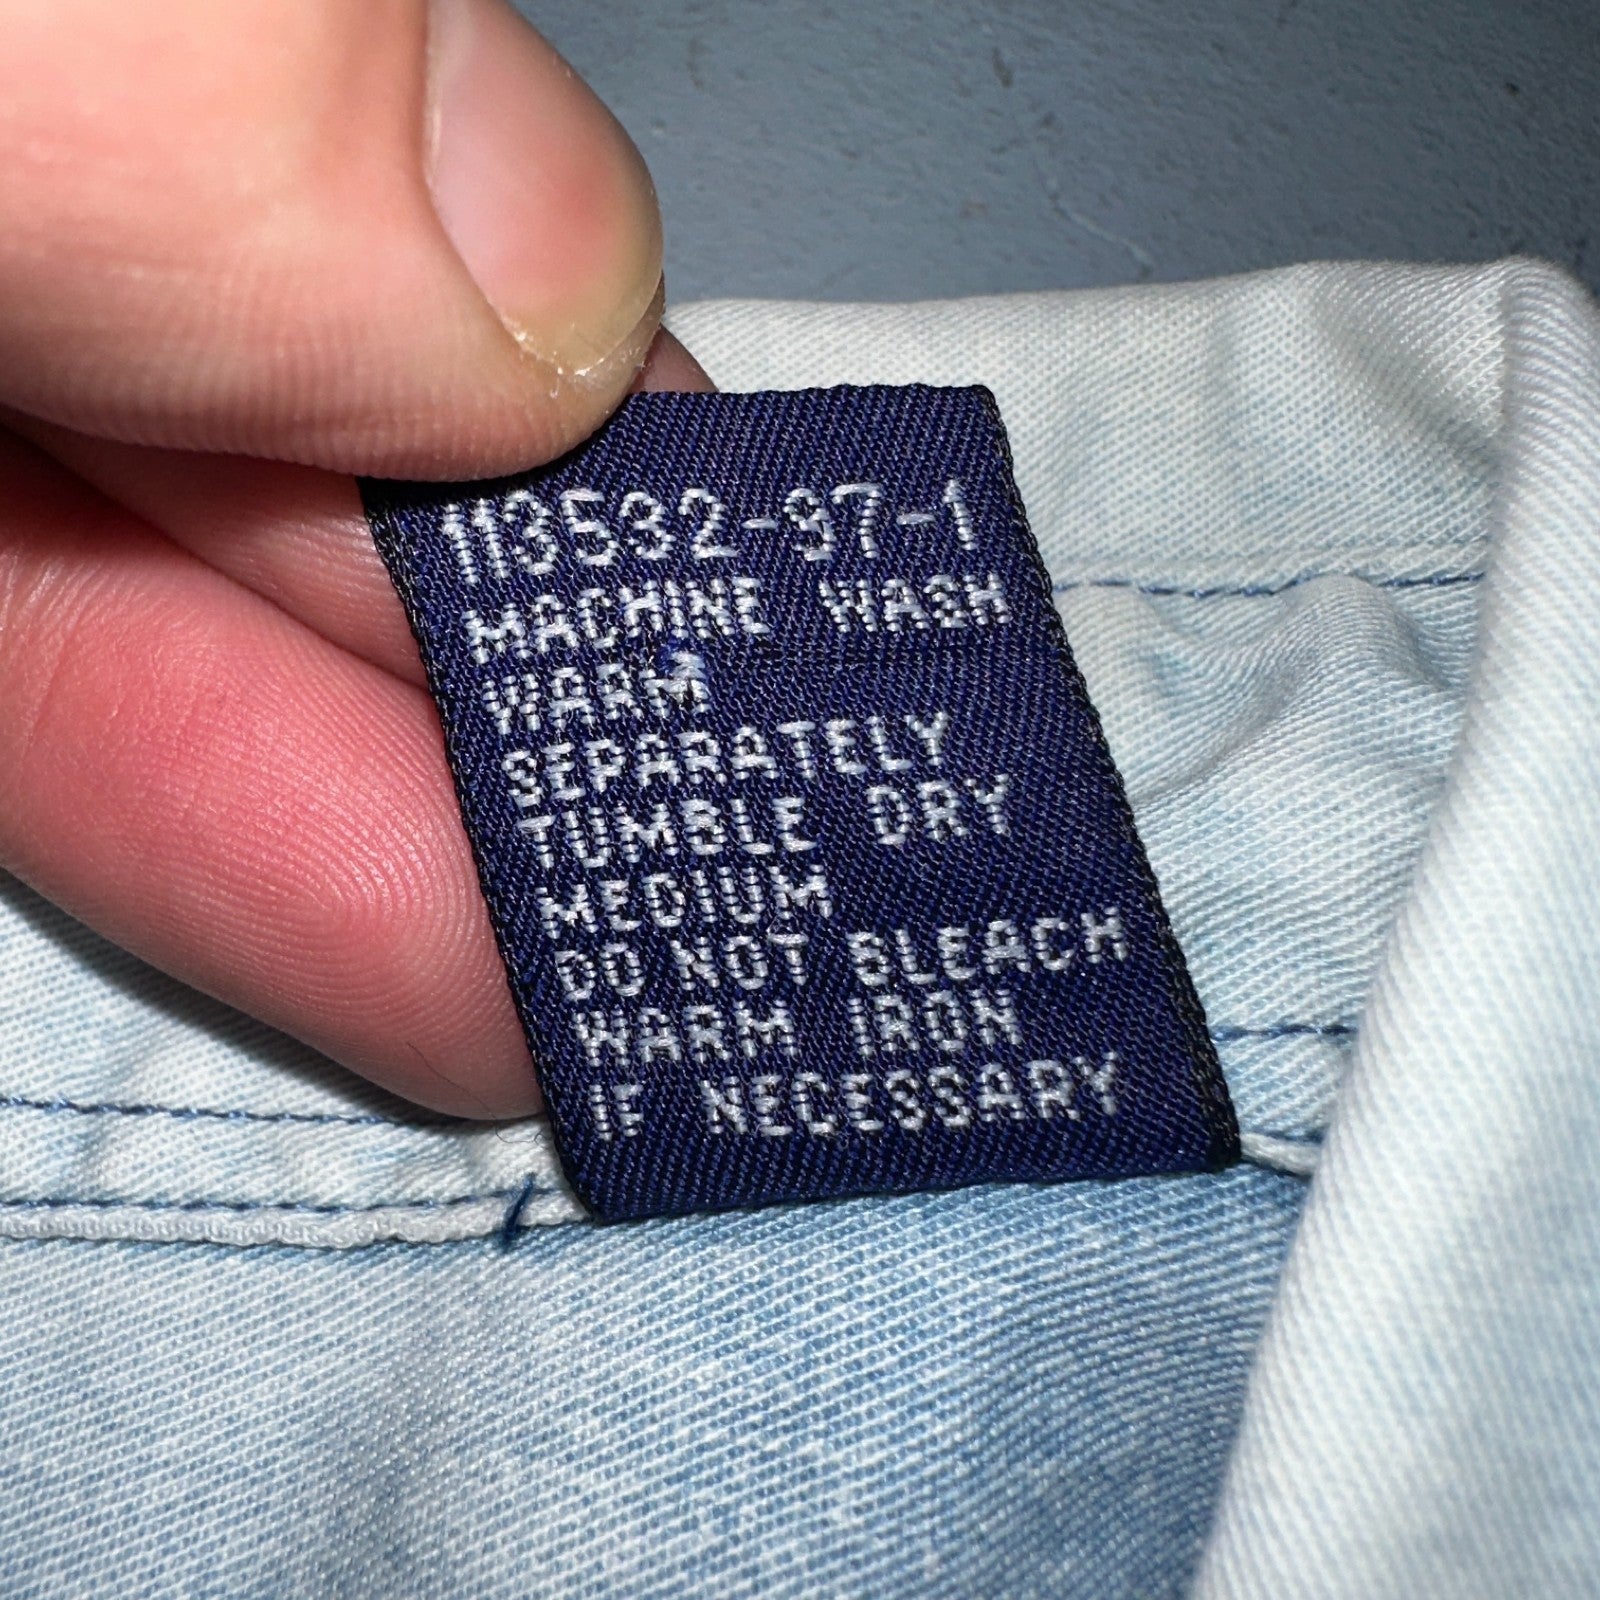 113532-97-1
MACHINE WASH
WARM
SEPARATELY
TUMBLE DRY
MEDIUM
DO NOT BLEACH
WARM IRON
IF NECESSARY